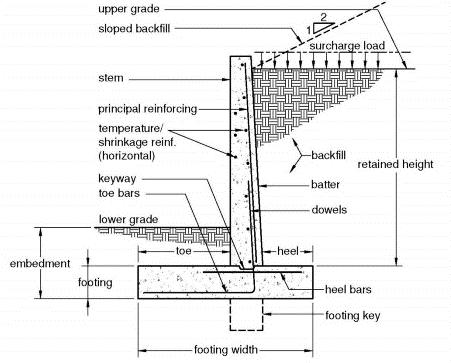 upper grade
sloped backfill
2
1
surcharge load
stem
principal reinforcing
temperature/
shrinkage reinf.
(horizontal)
backfill
retained height
keyway
toe bars
batter
dowels
lower grade
toe
heel
embedment
footing
heel bars
footing key
footing width